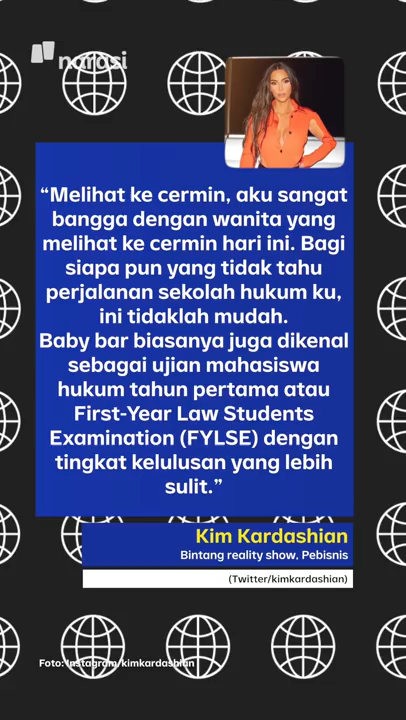 narasi
“Melihat ke cermin, aku sangat
bangga dengan wanita yang
melihat ke cermin hari ini. Bagi
siapa pun yang tidak tahu
perjalanan sekolah hukum ku,
ini tidaklah mudah.
Baby bar biasanya juga dikenal
sebagai ujian mahasiswa
hukum tahun pertama atau
First-Year Law Students
Examination (FYLSE) dengan
tingkat kelulusan yang lebih
sulit.”
Kim Kardashian
Bintang reality show, Pebisnis
(Twitter/kimkardashian)
Foto: Instagram/kimkardashian